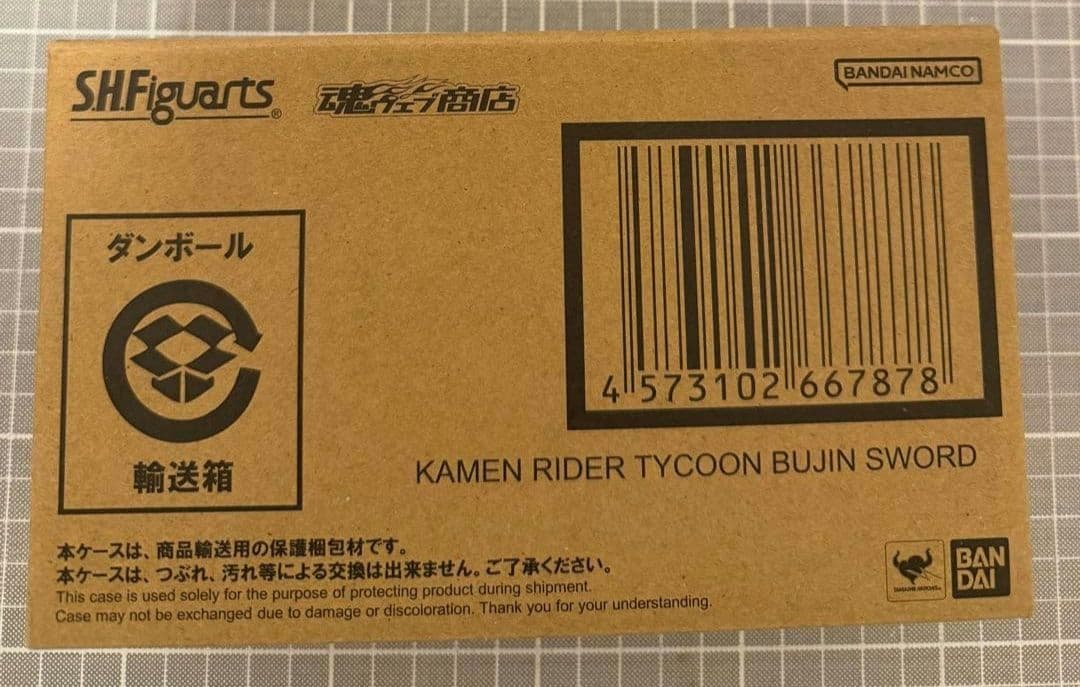 S.H.Figuarts®
魂ウェブ商店
BANDAI NAMCO
ダンボール
輸送箱
4 573102 667878
KAMEN RIDER TYCOON BUJIN SWORD
本ケースは、商品輸送用の保護梱包材です。
本ケースは、つぶれ、汚れ等による交換は出来ません。ご了承ください。
This case is used solely for the purpose of protecting product during shipment.
Case may not be exchanged due to damage or discoloration. Thank you for your understanding.
BAN
DAI